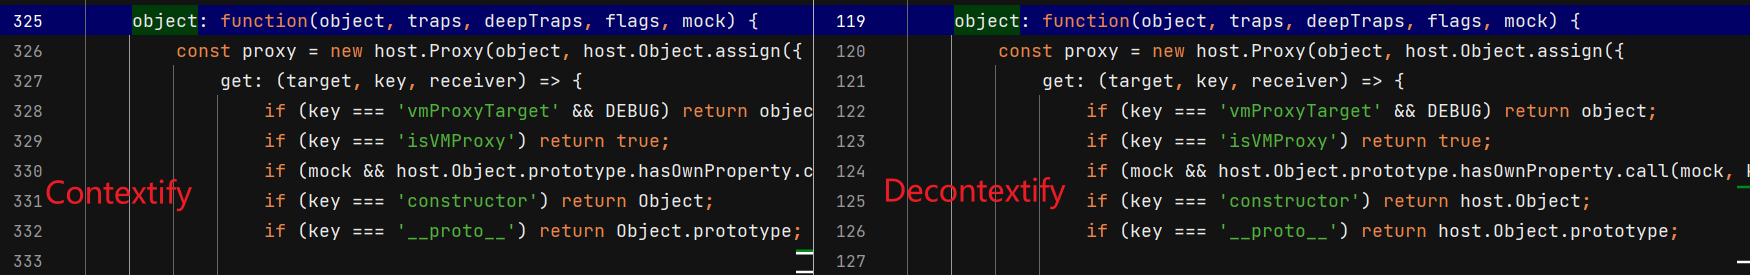 325 object: function(object, traps, deepTraps, flags, mock) {
326 const proxy = new host.Proxy(object, host.Object.assign({
327 get: (target, key, receiver) => {
328 if (key === 'vmProxyTarget' && DEBUG) return objec
329 if (key === 'isVMProxy') return true;
330 if (mock && host.Object.prototype.hasOwnProperty.c
Contextify
331 if (key === 'constructor') return Object;
332 if (key === '__proto__') return Object.prototype;
333
119 object: function(object, traps, deepTraps, flags, mock) {
120 const proxy = new host.Proxy(object, host.Object.assign({
121 get: (target, key, receiver) => {
122 if (key === 'vmProxyTarget' && DEBUG) return object;
123 if (key === 'isVMProxy') return true;
124 if (mock && host.Object.prototype.hasOwnProperty.call(mock, k
Decontextify
125 if (key === 'constructor') return host.Object;
126 if (key === '__proto__') return host.Object.prototype;
127